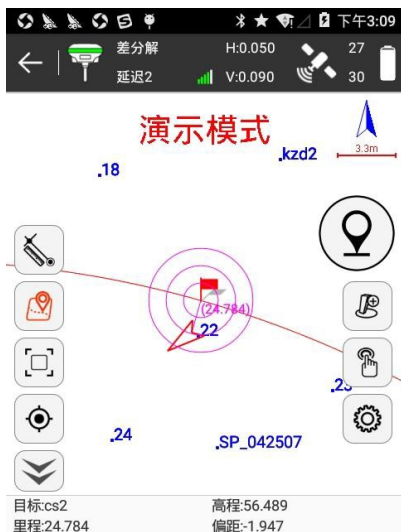 下午3:09
差分解 H:0.050 27
延迟2 V:0.090 30
演示模式
3.3m
.kzd2
.18
(24.784)
.22
.24
.SP_042507
目标:cs2 高程:56.489
里程:24.784 偏距:-1.947